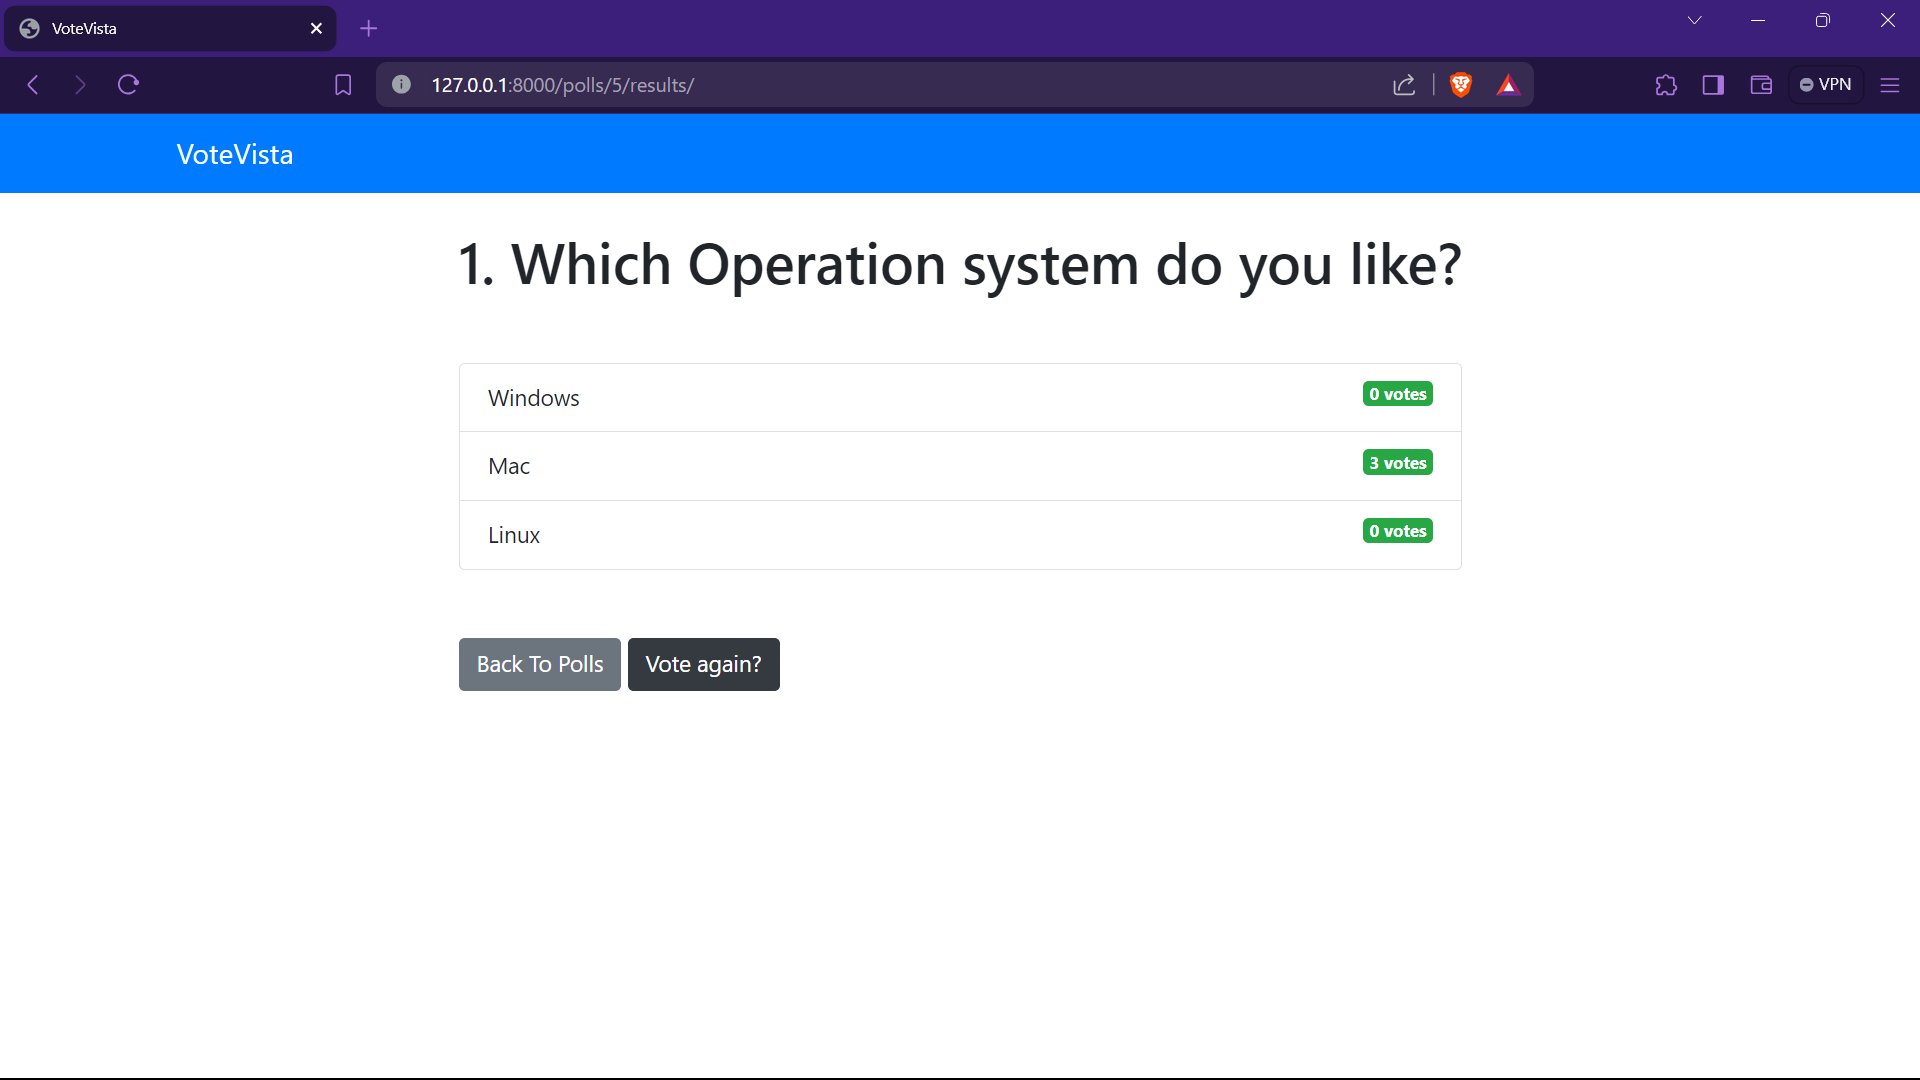 VoteVista
127.0.0.1:8000/polls/5/results/
VPN
VoteVista
1. Which Operation system do you like?
Windows 0 votes
Mac 3 votes
Linux 0 votes
Back To Polls Vote again?